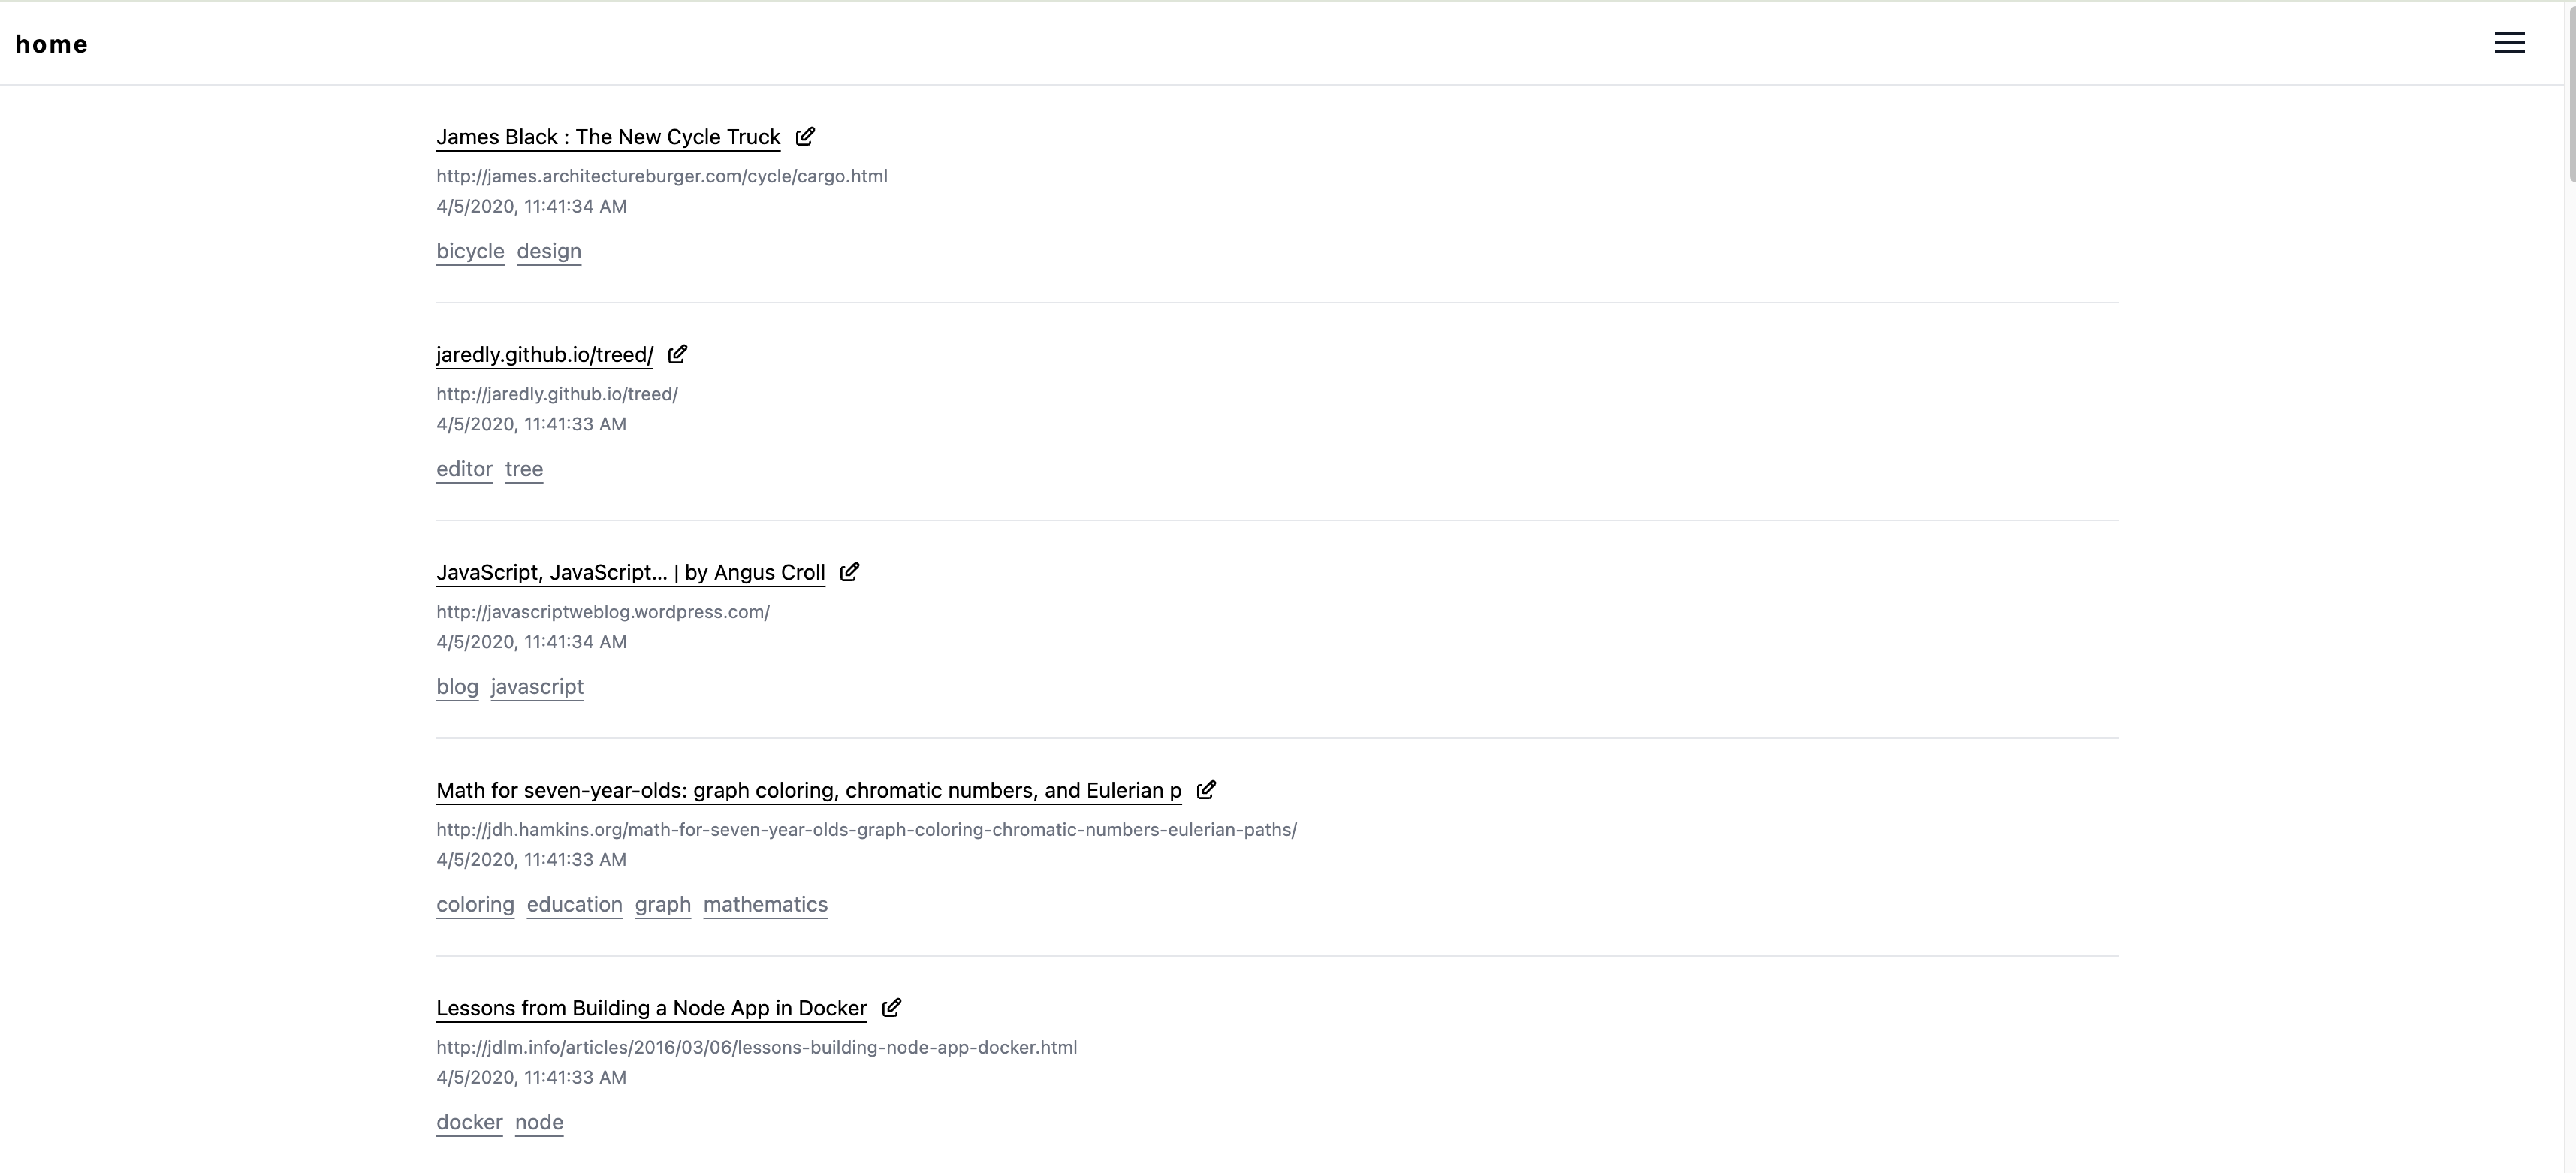 home
James Black : The New Cycle Truck
http://james.architectureburger.com/cycle/cargo.html
4/5/2020, 11:41:34 AM
bicycle design
jaredly.github.io/treed/
http://jaredly.github.io/treed/
4/5/2020, 11:41:33 AM
editor tree
JavaScript, JavaScript... | by Angus Croll
http://javascriptweblog.wordpress.com/
4/5/2020, 11:41:34 AM
blog javascript
Math for seven-year-olds: graph coloring, chromatic numbers, and Eulerian p
http://jdh.hamkins.org/math-for-seven-year-olds-graph-coloring-chromatic-numbers-eulerian-paths/
4/5/2020, 11:41:33 AM
coloring education graph mathematics
Lessons from Building a Node App in Docker
http://jdlm.info/articles/2016/03/06/lessons-building-node-app-docker.html
4/5/2020, 11:41:33 AM
docker node